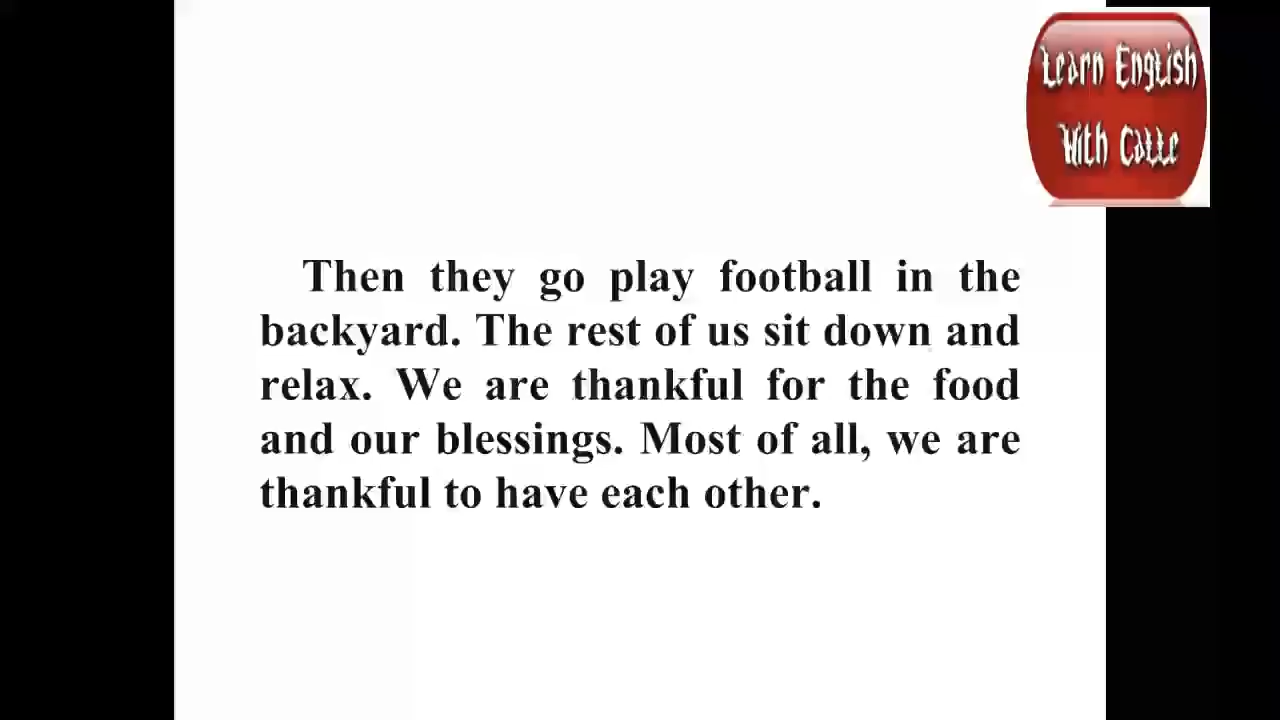 Learn English
With Catte
Then they go play football in the
backyard. The rest of us sit down and
relax. We are thankful for the food
and our blessings. Most of all, we are
thankful to have each other.